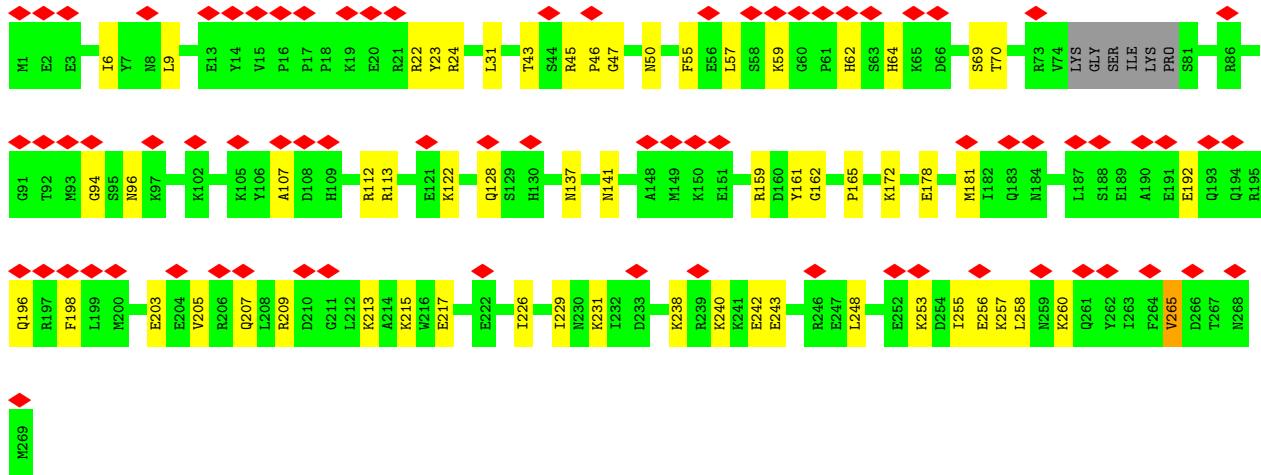 M1 E2 E3 I6 Y7 N8 L9 E13 Y14 V15 P16 P17 P18 K19 E20 R21 R22 Y23 R24 L31 T43 S44 R45 P46 G47 N50 F55 E56 L57 S58 K59 G60 P61 H62 S63 H64 K65 D66 S69 T70 R73 V74 LYS GLY SER ILE LYS PRO S81 R86
G91 T92 M93 G94 S95 N96 K97 K102 K105 Y106 A107 D108 H109 R112 R113 E121 K122 Q128 S129 H130 N137 N141 A148 M149 K150 E151 R159 D160 Y161 G162 P165 K172 E178 M181 I182 Q183 N184 L187 S188 E189 A190 E191 E192 Q193 Q194 R195
Q196 R197 F198 L199 M200 E203 E204 V205 R206 Q207 L208 R209 D210 G211 L212 K213 A214 K215 W216 E217 E222 I226 I229 N230 K231 I232 D233 K238 R239 K240 K241 E242 E243 R246 E247 L248 E252 K253 D254 I255 E256 K257 L258 N259 K260 Q261 Y262 I263 F264 V265 D266 T267 N268
M269